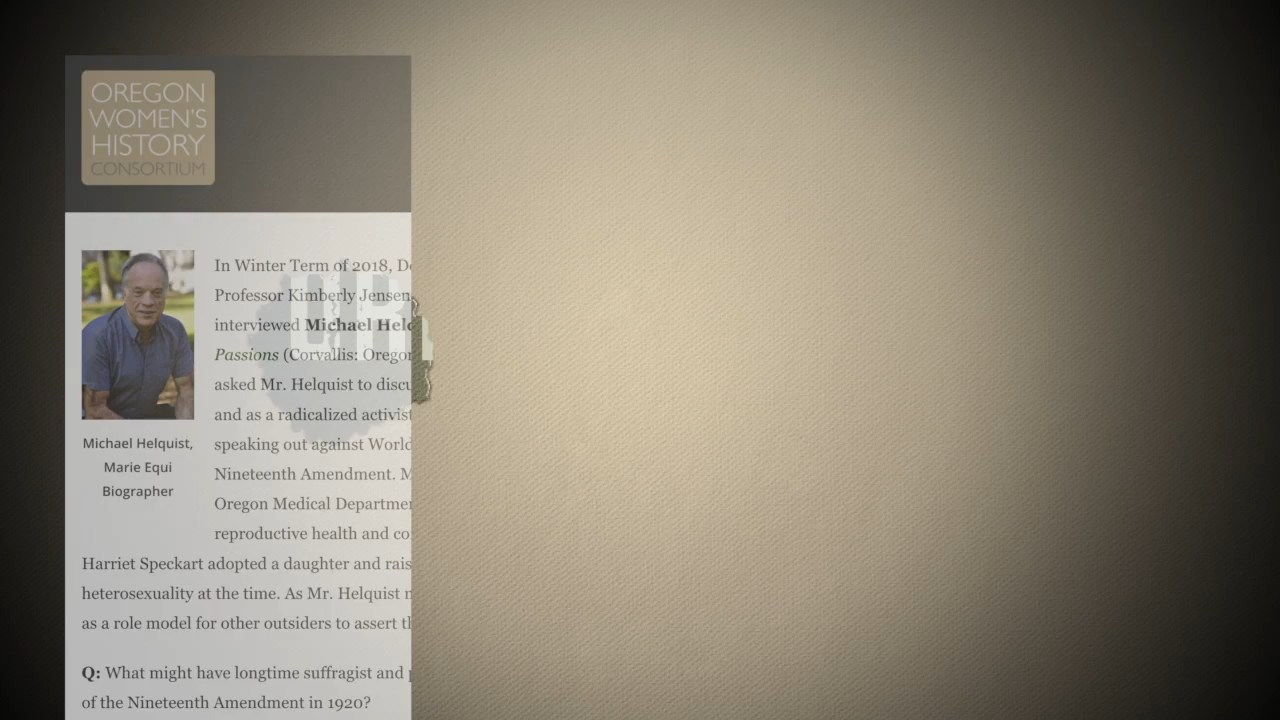 OREGON
WOMEN'S
HISTORY
CONSORTIUM
Michael Helquist,
Marie Equi
Biographer
In Winter Term of 2018, D
Professor Kimberly Jensen
interviewed Michael Hel
Passions (Corvallis: Orego
asked Mr. Helquist to disc
and as a radicalized activist
speaking out against World
Nineteenth Amendment. M
Oregon Medical Departme
reproductive health and co
Harriet Speckart adopted a daughter and rais
heterosexuality at the time. As Mr. Helquist
as a role model for other outsiders to assert
Q: What might have longtime suffragist and
of the Nineteenth Amendment in 1920?